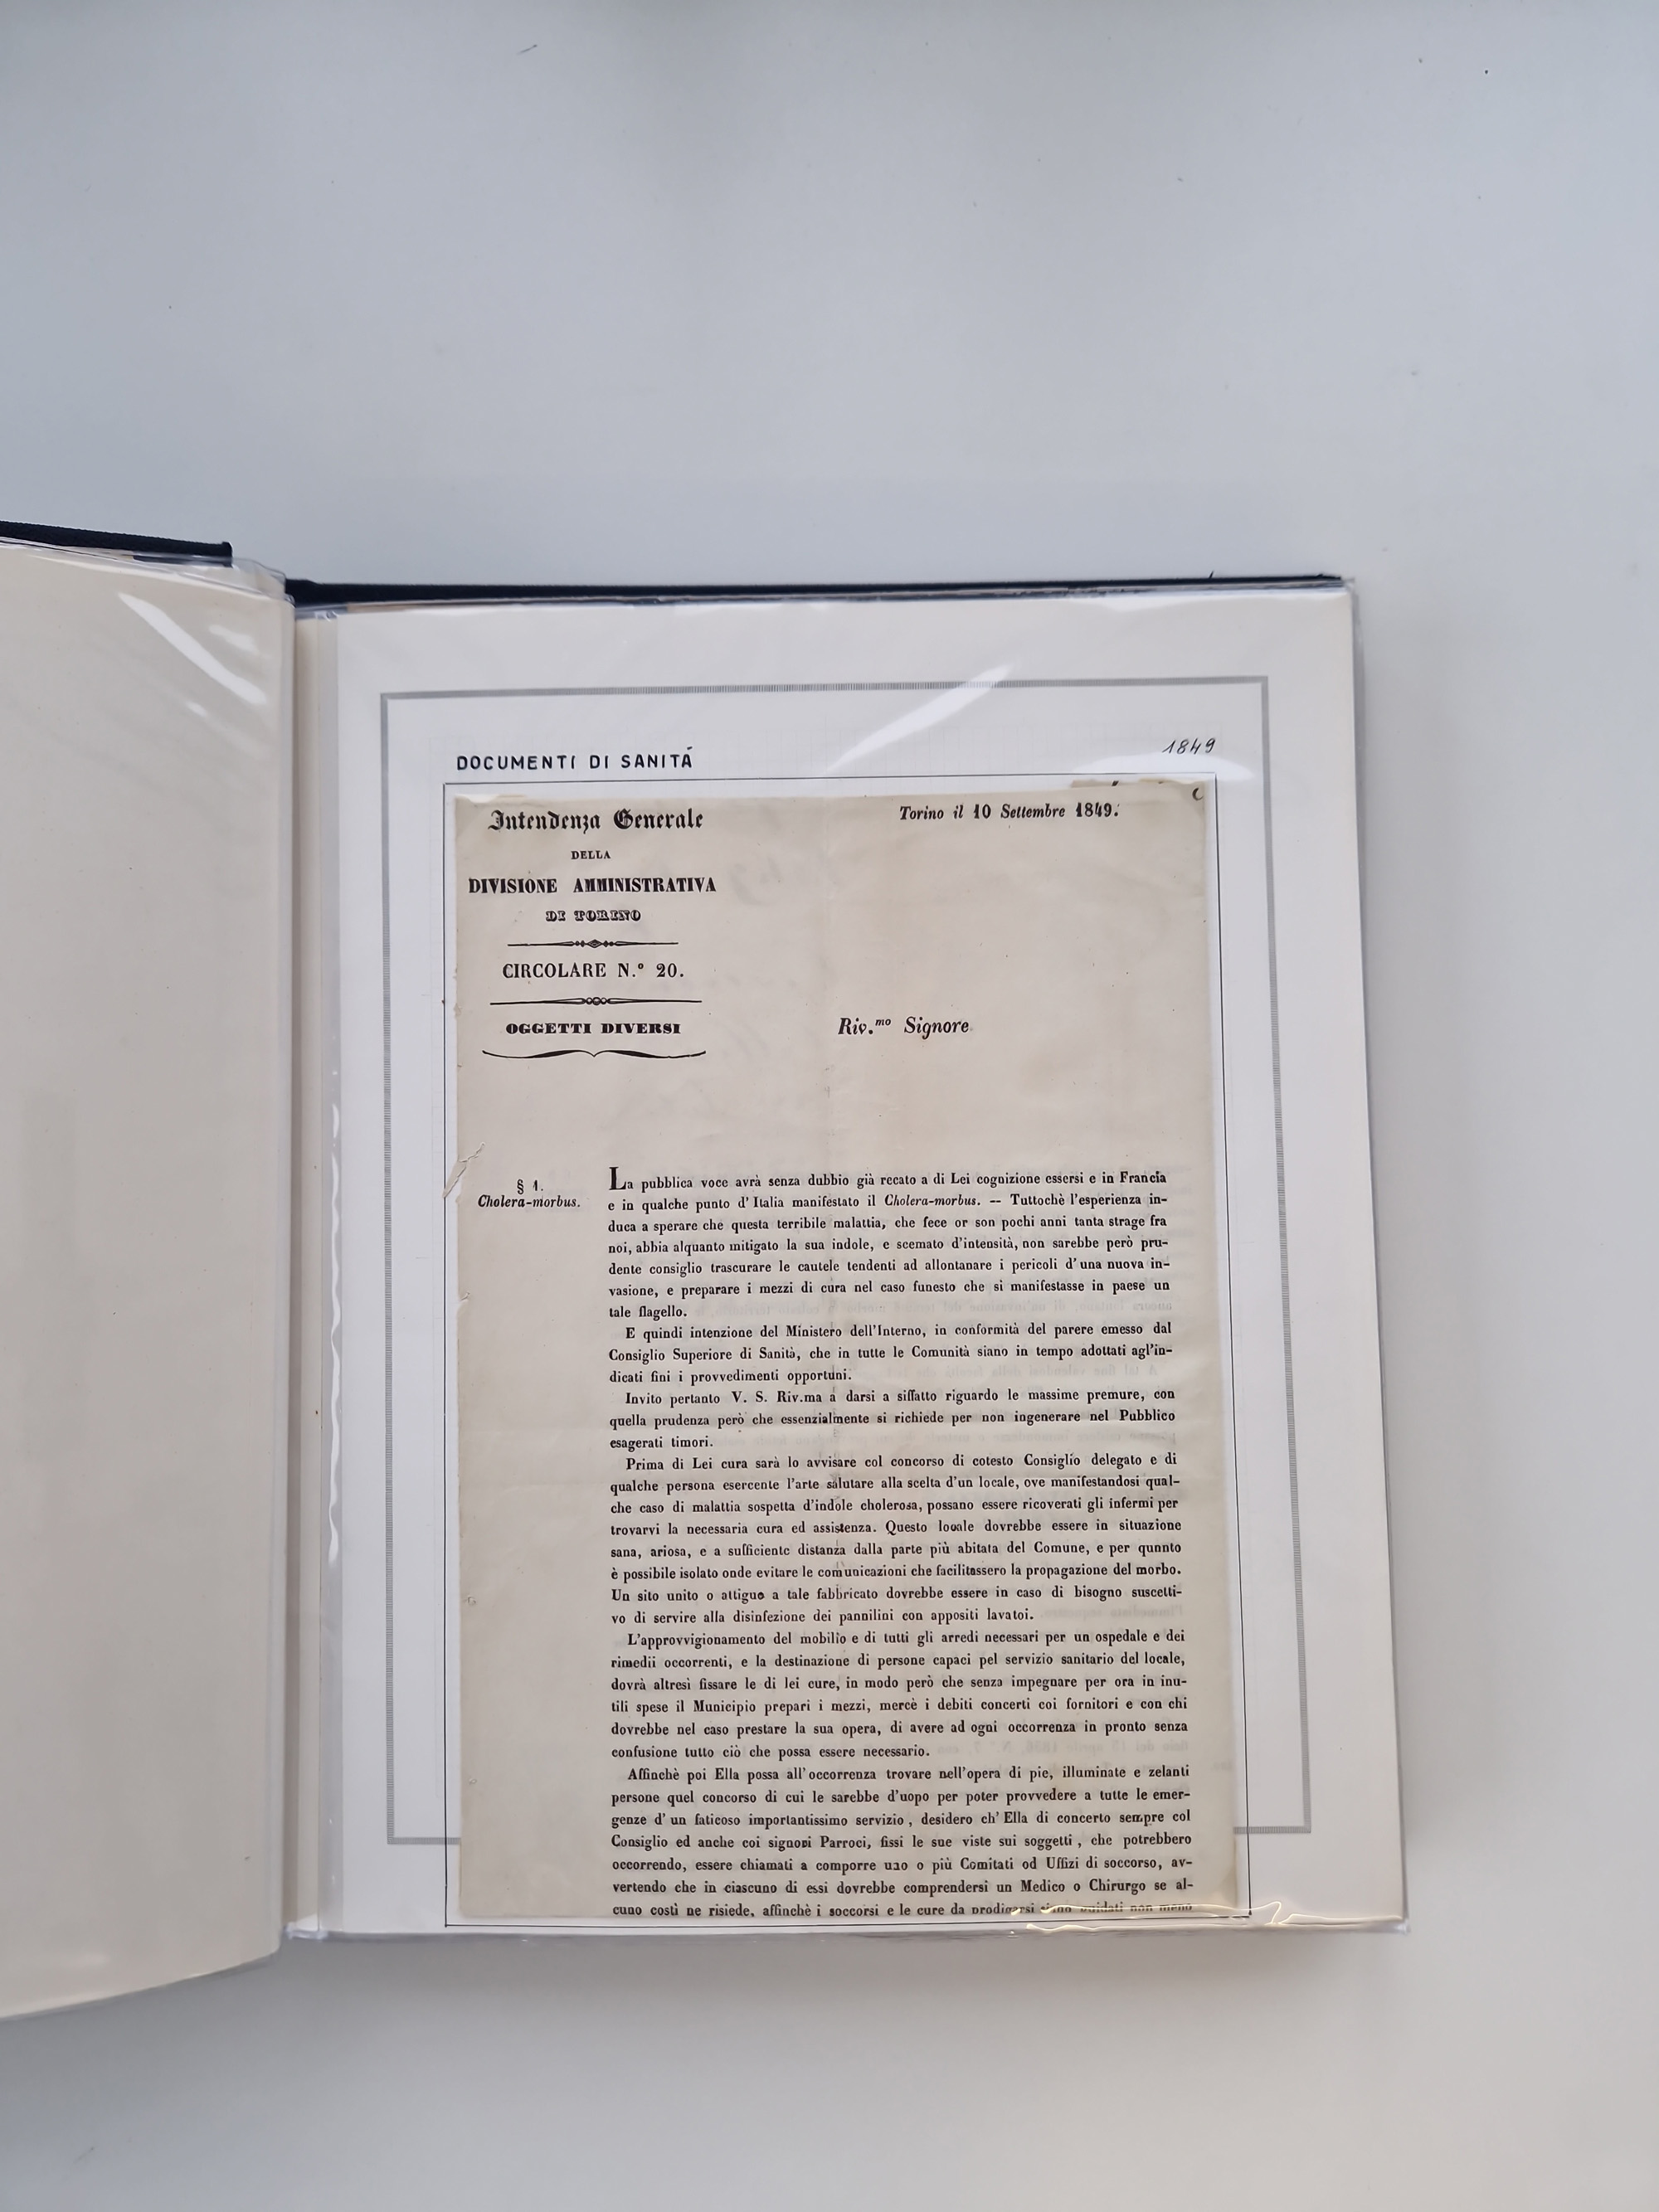 DOCUMENTI DI SANITÁ
1849
Intendenza Generale
DELLA
DIVISIONE AMMINISTRATIVA
DI TORINO
CIRCOLARE N.º 20.
OGGETTI DIVERSI
Torino il 10 Settembre 1849.
Riv.mo Signore
§ 1.
Cholera-morbus.
La pubblica voce avrà senza dubbio già recato a di Lei cognizione essersi e in Francia
e in qualche punto d'Italia manifestato il Cholera-morbus. — Tuttochè l'esperienza in-
duca a sperare che questa terribile malattia, che fece or son pochi anni tanta strage fra
noi, abbia alquanto mitigato la sua indole, e scemato d'intensità, non sarebbe però pru-
dente consiglio trascurare le cautele tendenti ad allontanare i pericoli d'una nuova in-
vasione, e preparare i mezzi di cura nel caso funesto che si manifestasse in paese un
tale flagello.
E quindi intenzione del Ministero dell'Interno, in conformità del parere emesso dal
Consiglio Superiore di Sanità, che in tutte le Comunità siano in tempo adottati agl'in-
dicati fini i provvedimenti opportuni.
Invito pertanto V. S. Riv.ma a darsi a siffatto riguardo le massime premure, con
quella prudenza però che essenzialmente si richiede per non ingenerare nel Pubblico
esagerati timori.
Prima di Lei cura sarà lo avvisare col concorso di cotesto Consiglio delegato e di
qualche persona esercente l'arte salutare alla scelta d'un locale, ove manifestandosi qual-
che caso di malattia sospetta d'indole cholerosa, possano essere ricoverati gli infermi per
trovarvi la necessaria cura ed assistenza. Questo locale dovrebbe essere in situazione
sana, ariosa, e a sufficiente distanza dalla parte più abitata del Comune, e per qunnto
è possibile isolato onde evitare le comunicazioni che facilitassero la propagazione del morbo.
Un sito unito o attiguo a tale fabbricato dovrebbe essere in caso di bisogno suscetti-
vo di servire alla disinfezione dei pannilini con appositi lavatoi.
L'approvvigionamento del mobilio e di tutti gli arredi necessari per un ospedale e dei
rimedii occorrenti, e la destinazione di persone capaci pel servizio sanitario del locale,
dovrà altresì fissare le di lei cure, in modo però che senza impegnare per ora in inu-
tili spese il Municipio prepari i mezzi, mercè i debiti concerti coi fornitori e con chi
dovrebbe nel caso prestare la sua opera, di avere ad ogni occorrenza in pronto senza
confusione tutto ciò che possa essere necessario.
Affinchè poi Ella possa all'occorrenza trovare nell'opera di pie, illuminate e zelanti
persone quel concorso di cui le sarebbe d'uopo per poter provvedere a tutte le emer-
genze d'un faticoso importantissimo servizio, desidero ch'Ella di concerto sempre col
Consiglio ed anche coi signori Parroci, fissi le sue viste sui soggetti, che potrebbero
occorrendo, essere chiamati a comporre uno o più Comitati od Uffizi di soccorso, av-
vertendo che in ciascuno di essi dovrebbe comprendersi un Medico o Chirurgo se al-
cuno costì ne risiede, affinchè i soccorsi e le cure da prodigarsi siano guidati non meno